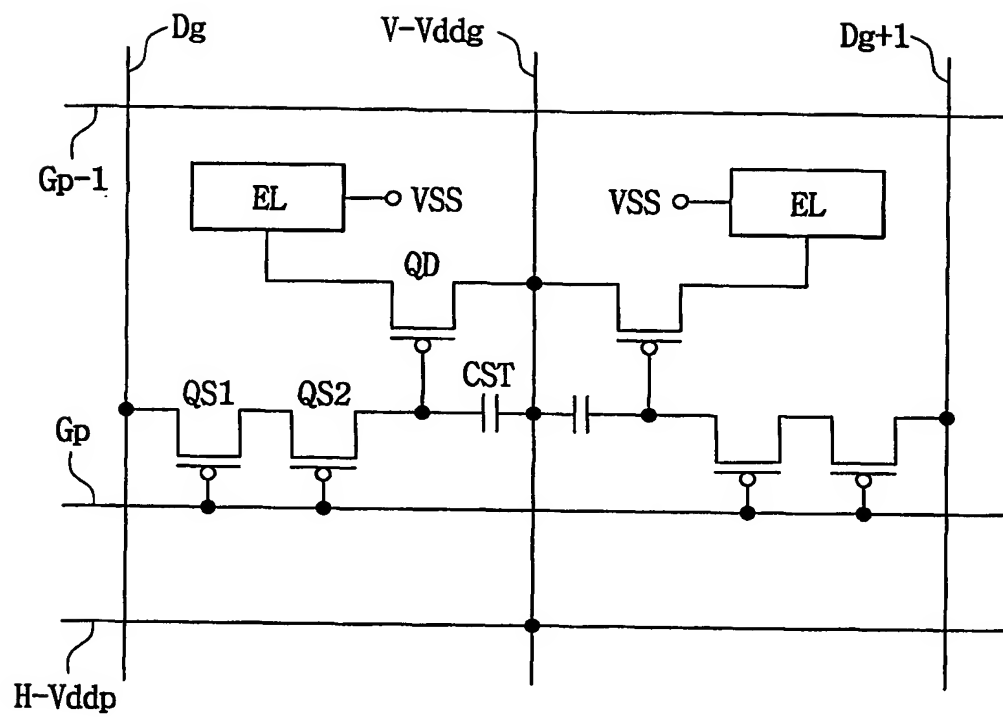 Dg
V-Vddg
Dg+1
Gp-1
EL
VSS
VSS
EL
QD
CST
QS1
QS2
Gp
H-Vddp